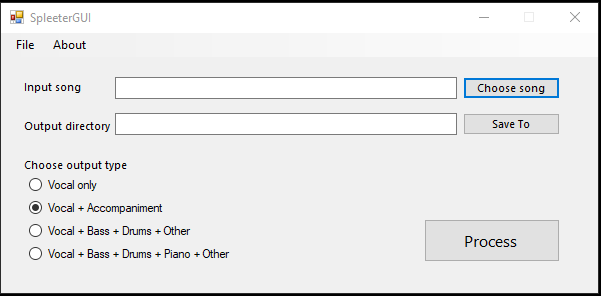 SpleeterGUI
File About
Input song Choose song
Output directory Save To
Choose output type
Vocal only
Vocal + Accompaniment
Vocal + Bass + Drums + Other
Vocal + Bass + Drums + Piano + Other
Process